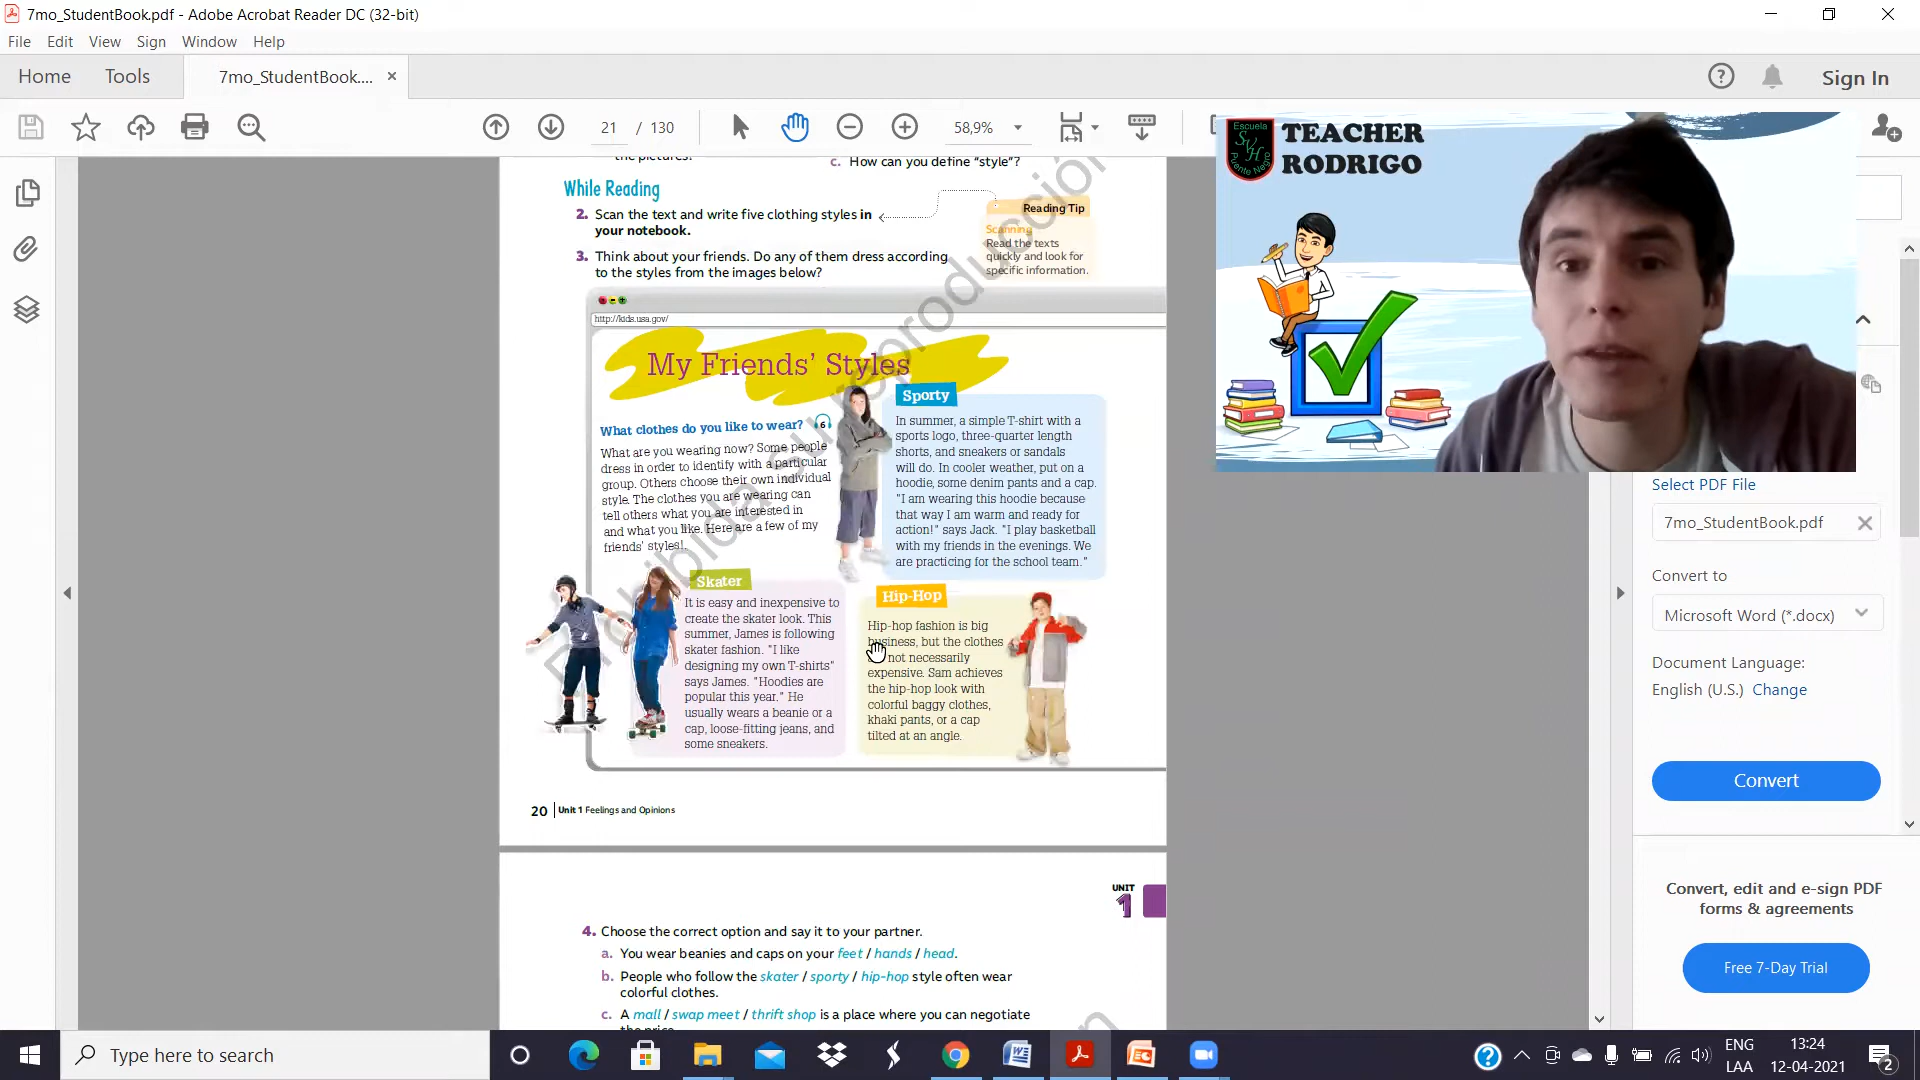 7mo_StudentBook.pdf - Adobe Acrobat Reader DC (32-bit)
File Edit View Sign Window Help
Home Tools 7mo_StudentBook.... × Sign In
21 / 130 58,9%
the pictures.
c. How can you define “style”?
While Reading
2. Scan the text and write five clothing styles in
your notebook.
3. Think about your friends. Do any of them dress according
to the styles from the images below?
Reading Tip
Scanning
Read the texts
quickly and look for
specific information.
http://kids.usa.gov/
My Friends’ Styles
What clothes do you like to wear? 6
What are you wearing now? Some people
dress in order to identify with a particular
group. Others choose their own individual
style. The clothes you are wearing can
tell others what you are interested in
and what you like. Here are a few of my
friends’ styles!
Sporty
In summer, a simple T-shirt with a
sports logo, three-quarter length
shorts, and sneakers or sandals
will do. In cooler weather, put on a
hoodie, some denim pants and a cap.
"I am wearing this hoodie because
that way I am warm and ready for
action!" says Jack. "I play basketball
with my friends in the evenings. We
are practicing for the school team."
Skater
It is easy and inexpensive to
create the skater look. This
summer, James is following
skater fashion. "I like
designing my own T-shirts"
says James. "Hoodies are
popular this year." He
usually wears a beanie or a
cap, loose-fitting jeans, and
some sneakers.
Hip-Hop
Hip-hop fashion is big
business, but the clothes
not necessarily
expensive. Sam achieves
the hip-hop look with
colorful baggy clothes,
khaki pants, or a cap
tilted at an angle.
Prohibida su reproducción
20 Unit 1 Feelings and Opinions
UNIT
1
4. Choose the correct option and say it to your partner.
a. You wear beanies and caps on your feet / hands / head.
b. People who follow the skater / sporty / hip-hop style often wear
colorful clothes.
c. A mall / swap meet / thrift shop is a place where you can negotiate
the price.
Escuela
SVH
Puente Negro
TEACHER
RODRIGO
Select PDF File
7mo_StudentBook.pdf
Convert to
Microsoft Word (*.docx)
Document Language:
English (U.S.) Change
Convert
Convert, edit and e-sign PDF
forms & agreements
Free 7-Day Trial
Type here to search
ENG
LAA
13:24
12-04-2021
2